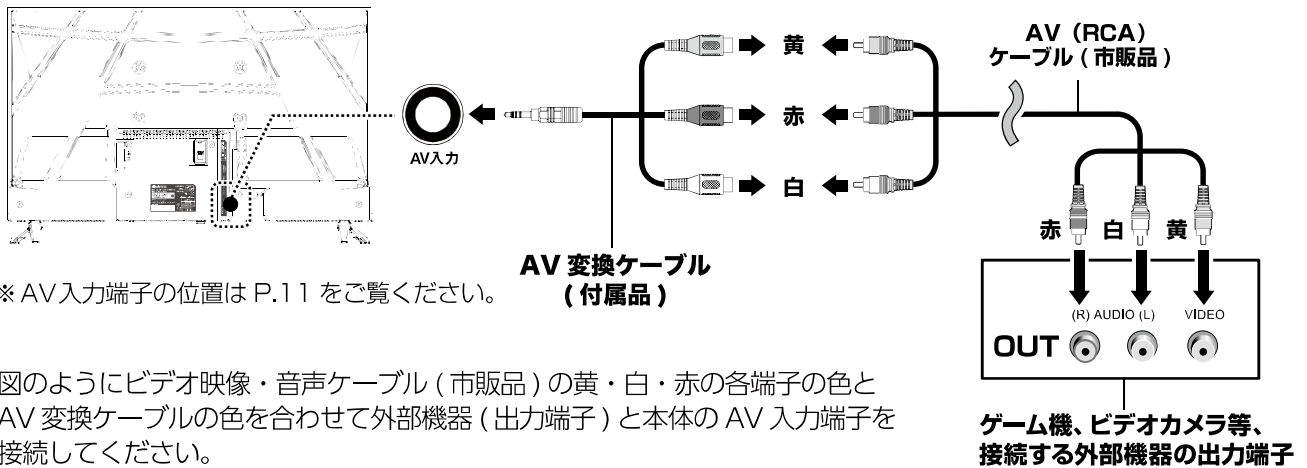 黄
赤
白
AV入力
AV 変換ケーブル
( 付属品 )
AV（RCA）
ケーブル ( 市販品 )
赤
白
黄
(R) AUDIO (L)
VIDEO
OUT
ゲーム機、ビデオカメラ等、
接続する外部機器の出力端子
※ AV入力端子の位置は P.11 をご覧ください。
図のようにビデオ映像・音声ケーブル ( 市販品 ) の黄・白・赤の各端子の色と
AV 変換ケーブルの色を合わせて外部機器 ( 出力端子 ) と本体の AV 入力端子を
接続してください。